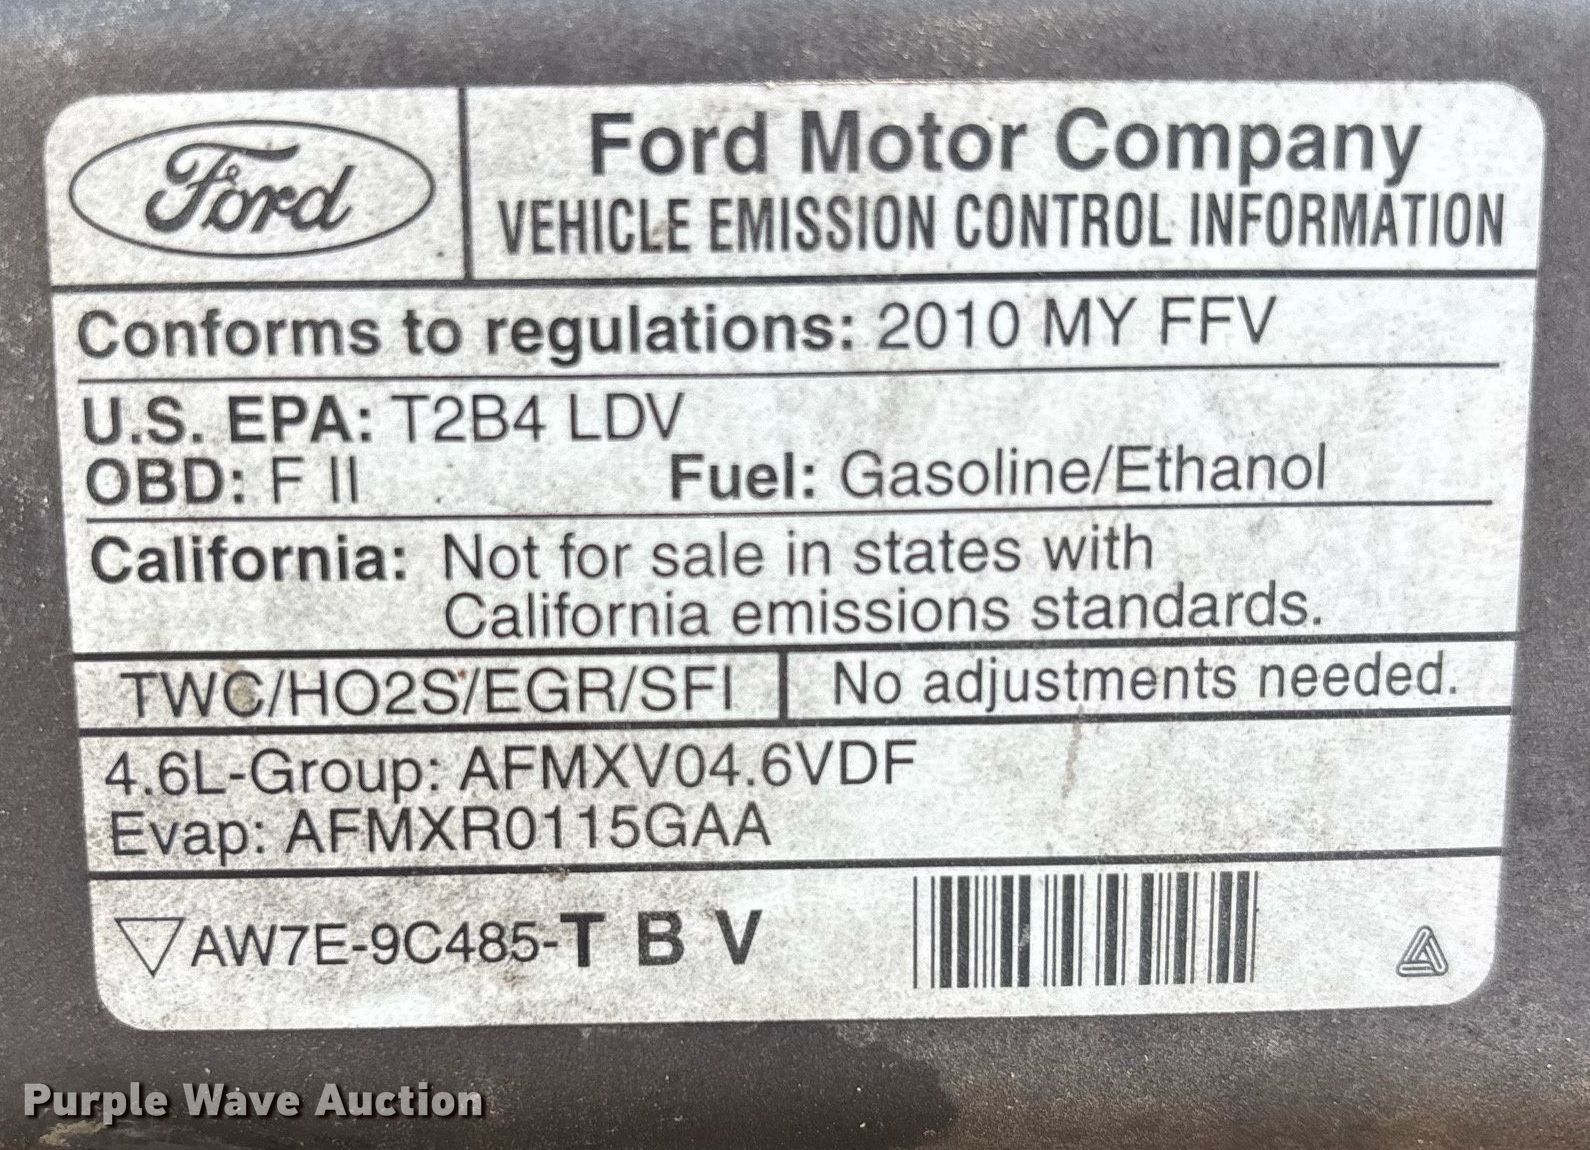 Ford
Ford Motor Company
VEHICLE EMISSION CONTROL INFORMATION
Conforms to regulations: 2010 MY FFV
U.S. EPA: T2B4 LDV
OBD: F II Fuel: Gasoline/Ethanol
California: Not for sale in states with
California emissions standards.
TWC/HO2S/EGR/SFI No adjustments needed.
4.6L-Group: AFMXV04.6VDF
Evap: AFMXR0115GAA
AW7E-9C485-T B V
Purple Wave Auction